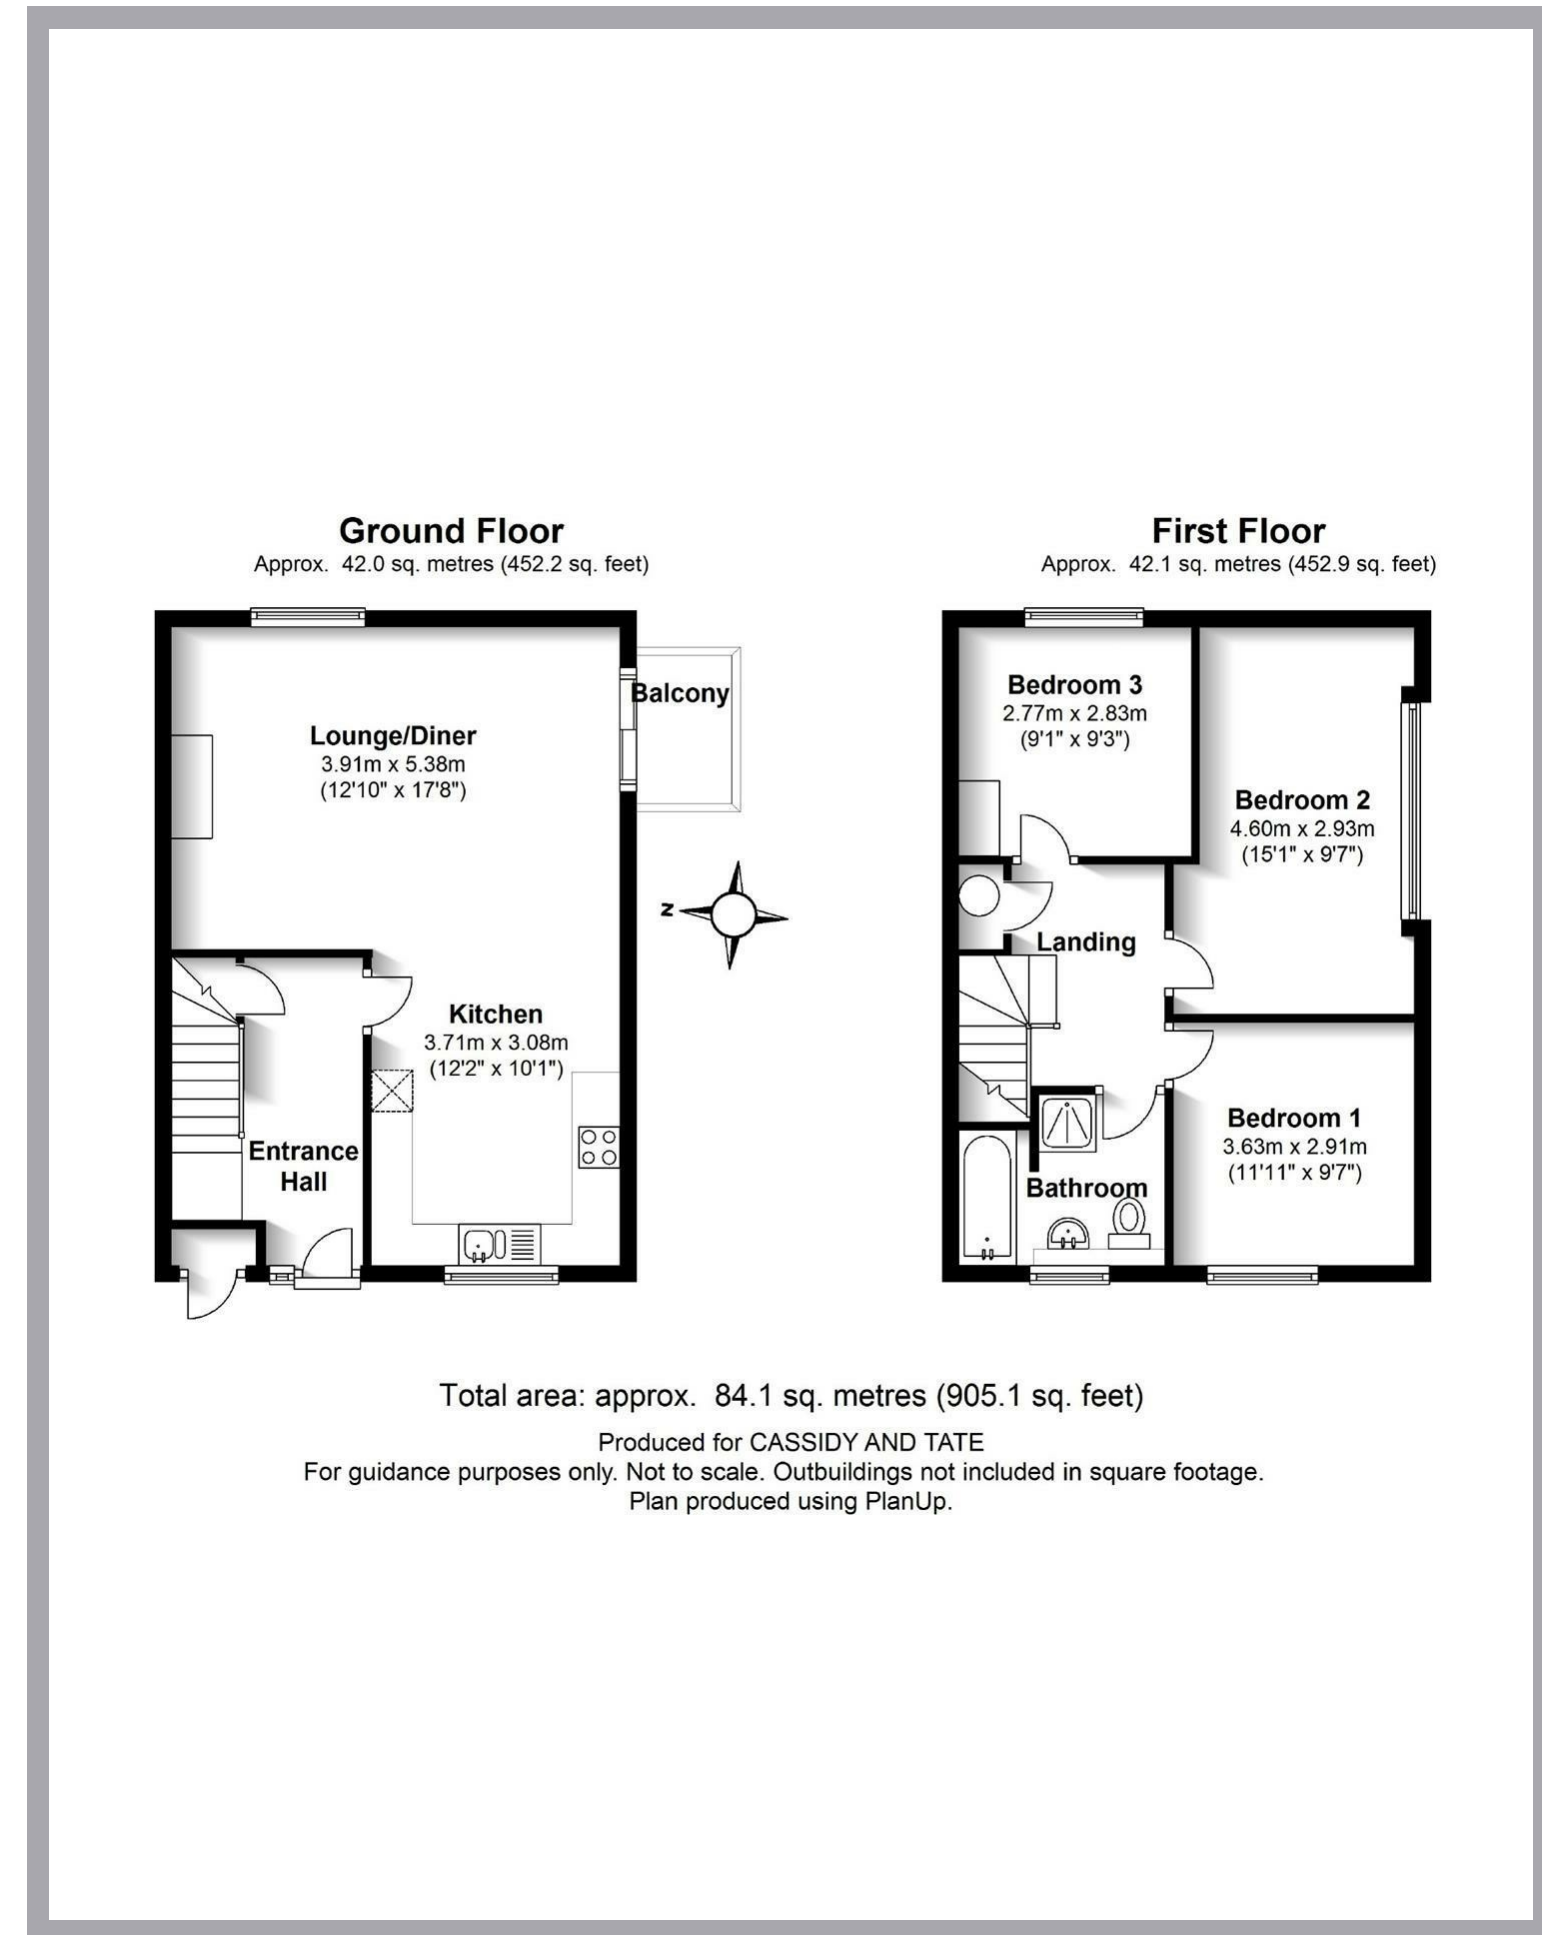 Ground Floor
Approx. 42.0 sq. metres (452.2 sq. feet)
Balcony
Lounge/Diner
3.91m x 5.38m
(12'10" x 17'8")
N
Kitchen
3.71m x 3.08m
(12'2" x 10'1")
Entrance
Hall
First Floor
Approx. 42.1 sq. metres (452.9 sq. feet)
Bedroom 3
2.77m x 2.83m
(9'1" x 9'3")
Bedroom 2
4.60m x 2.93m
(15'1" x 9'7")
Landing
Bedroom 1
3.63m x 2.91m
(11'11" x 9'7")
Bathroom
Total area: approx. 84.1 sq. metres (905.1 sq. feet)
Produced for CASSIDY AND TATE
For guidance purposes only. Not to scale. Outbuildings not included in square footage.
Plan produced using PlanUp.